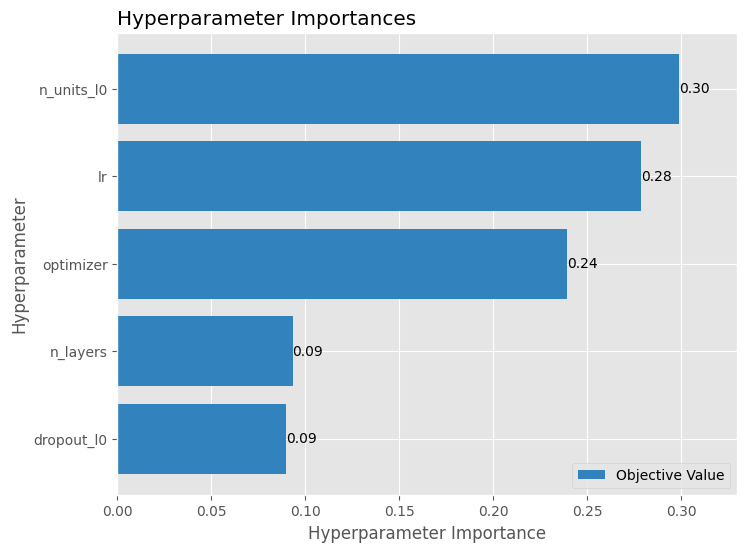 Hyperparameter Importances
Hyperparameter
n_units_l0
0.30
lr
0.28
optimizer
0.24
n_layers
0.09
dropout_l0
0.09
Objective Value
0.00 0.05 0.10 0.15 0.20 0.25 0.30
Hyperparameter Importance